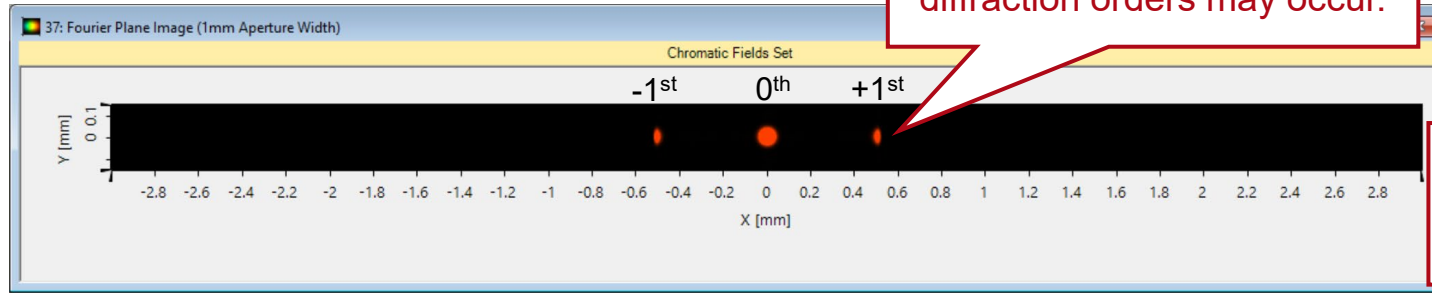 diffraction orders may occur.
37: Fourier Plane Image (1mm Aperture Width)
Chromatic Fields Set
-1st 0th +1st
Y [mm]
0 0.1
-2.8 -2.6 -2.4 -2.2 -2 -1.8 -1.6 -1.4 -1.2 -1 -0.8 -0.6 -0.4 -0.2 0 0.2 0.4 0.6 0.8 1 1.2 1.4 1.6 1.8 2 2.2 2.4 2.6 2.8
X [mm]